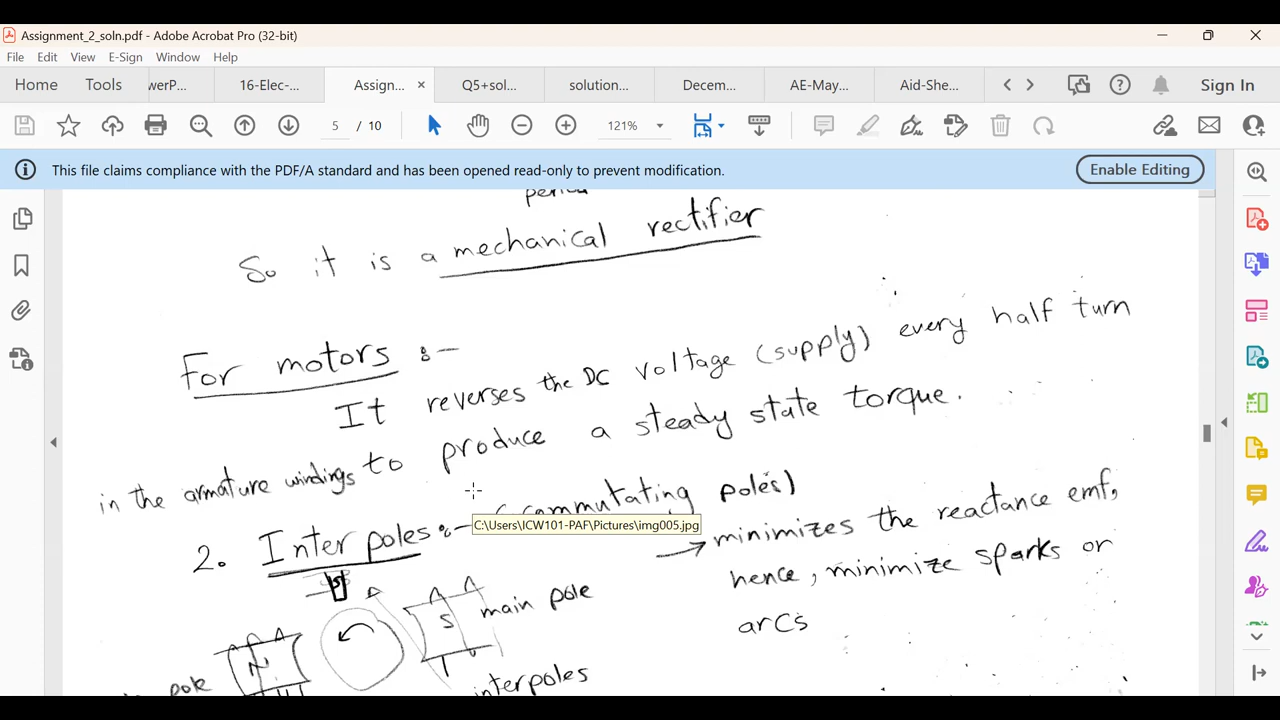 Assignment_2_soln.pdf - Adobe Acrobat Pro (32-bit)
File Edit View E-Sign Window Help
Home Tools werP... 16-Elec-... Assign... × Q5+sol... solution... Decem... AE-May... Aid-She... Sign In
5 / 10 121%
This file claims compliance with the PDF/A standard and has been opened read-only to prevent modification. Enable Editing
period
So it is a mechanical rectifier
For motors :-
It reverses the DC voltage (supply) every half turn
in the armature windings to produce a steady state torque.
2. Inter poles :- (commutating poles)
C:\Users\ICW101-PAF\Pictures\img005.jpg
→ minimizes the reactance emf,
hence, minimize sparks or
arcs
S
main pole
S
N
pole
interpoles